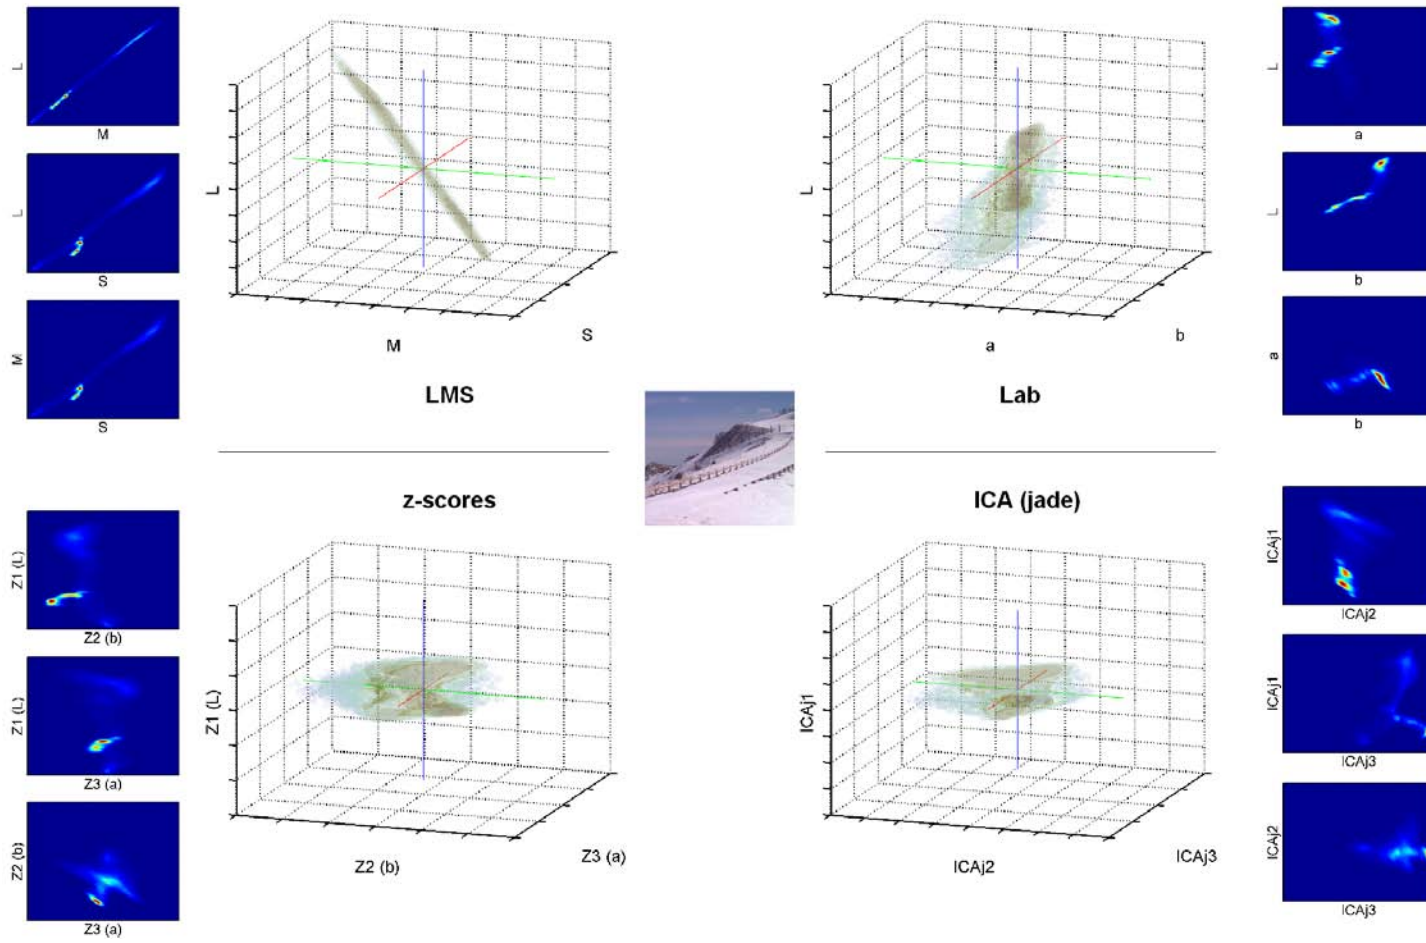 L
M
L
S
M
S
L
M
S
LMS
L
a
b
Lab
L
a
L
b
a
b
z-scores
ICA (jade)
Z1 (L)
Z2 (b)
Z1 (L)
Z3 (a)
Z2 (b)
Z3 (a)
Z1 (L)
Z2 (b)
Z3 (a)
ICAj1
ICAj2
ICAj3
ICAj1
ICAj2
ICAj1
ICAj3
ICAj2
ICAj3